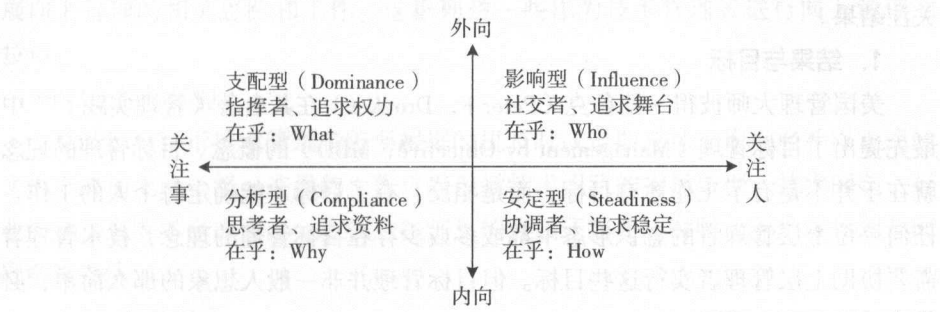 外向
支配型（Dominance）
指挥者：追求权力
在乎：What
影响型（Influence）
社交者：追求舞台
在乎：Who
关注事
关注人
分析型（Compliance）
思考者：追求资料
在乎：Why
安定型（Steadiness）
协调者：追求稳定
在乎：How
内向